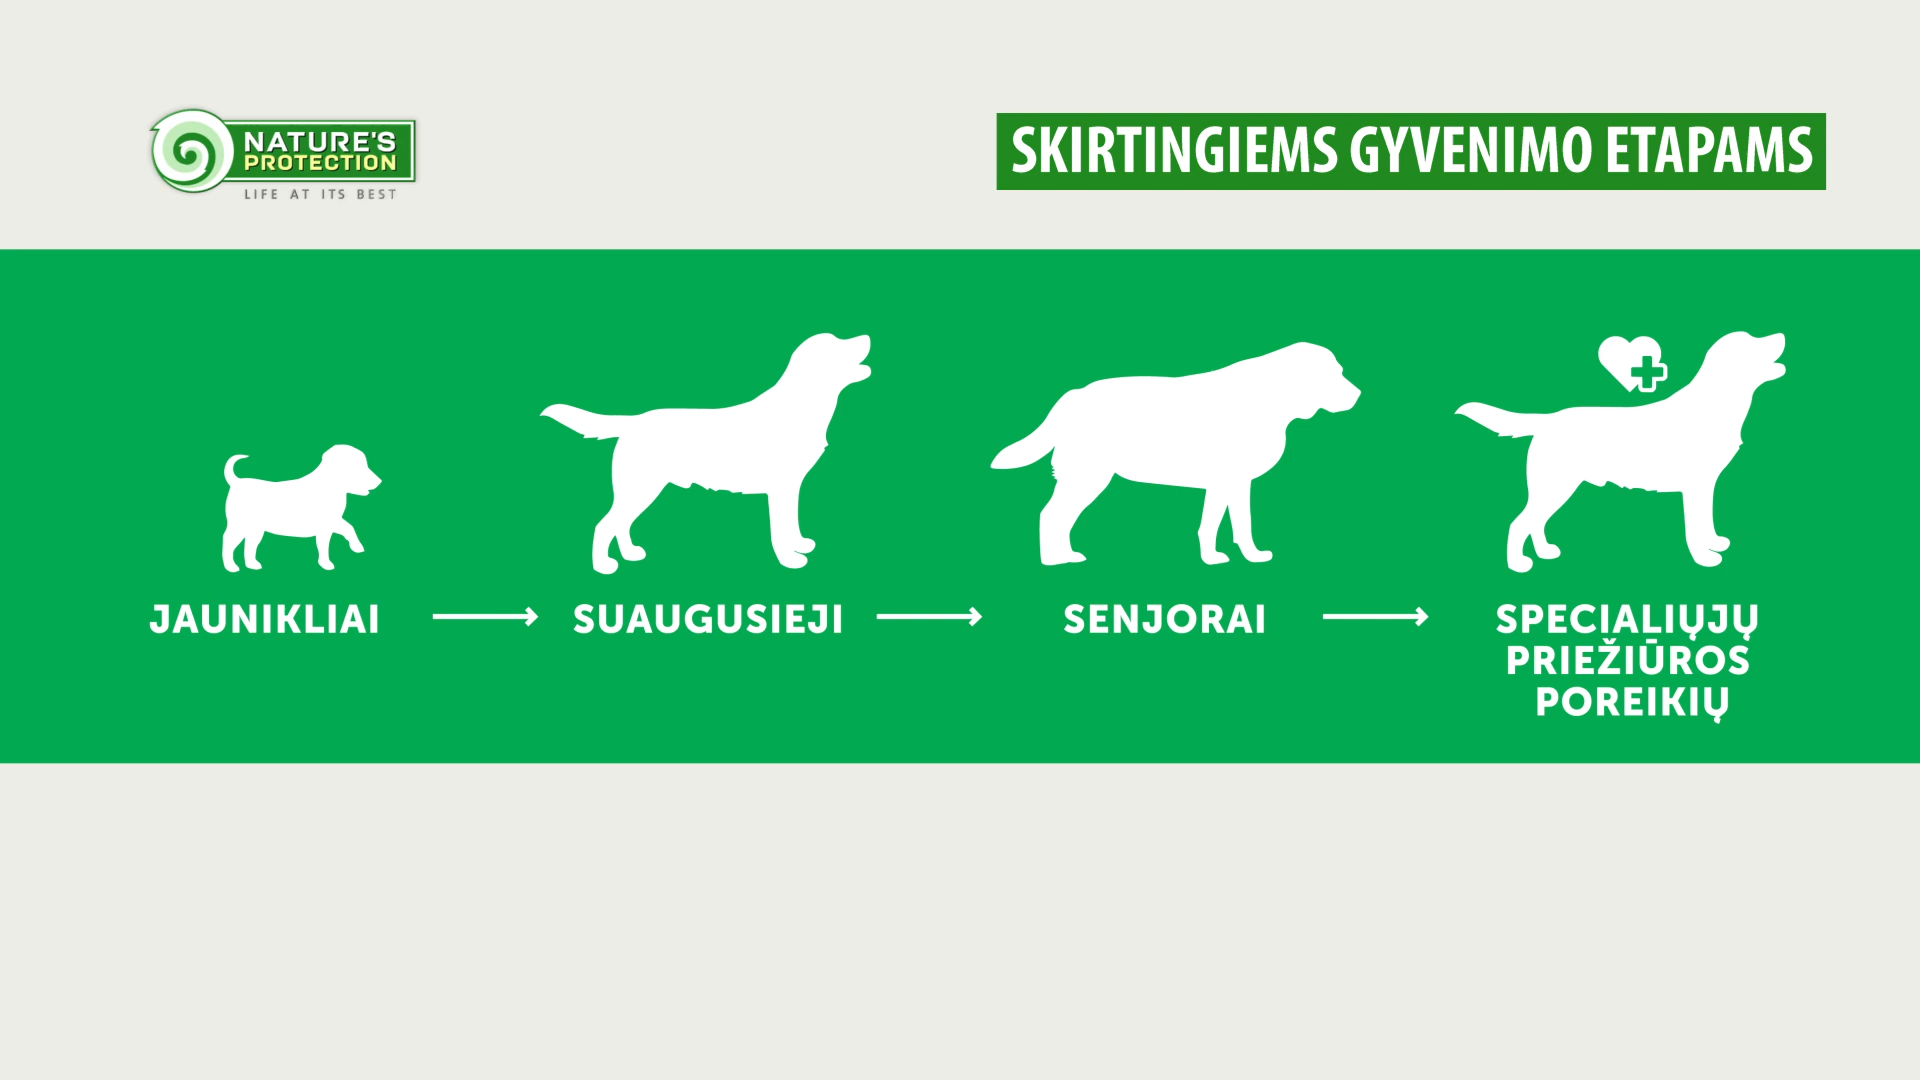 NATURE'S
PROTECTION
LIFE AT ITS BEST
SKIRTINGIEMS GYVENIMO ETAPAMS
JAUNIKLIAI
SUAUGUSIEJI
SENJORAI
SPECIALIŲJŲ
PRIEŽIŪROS
POREIKIŲ